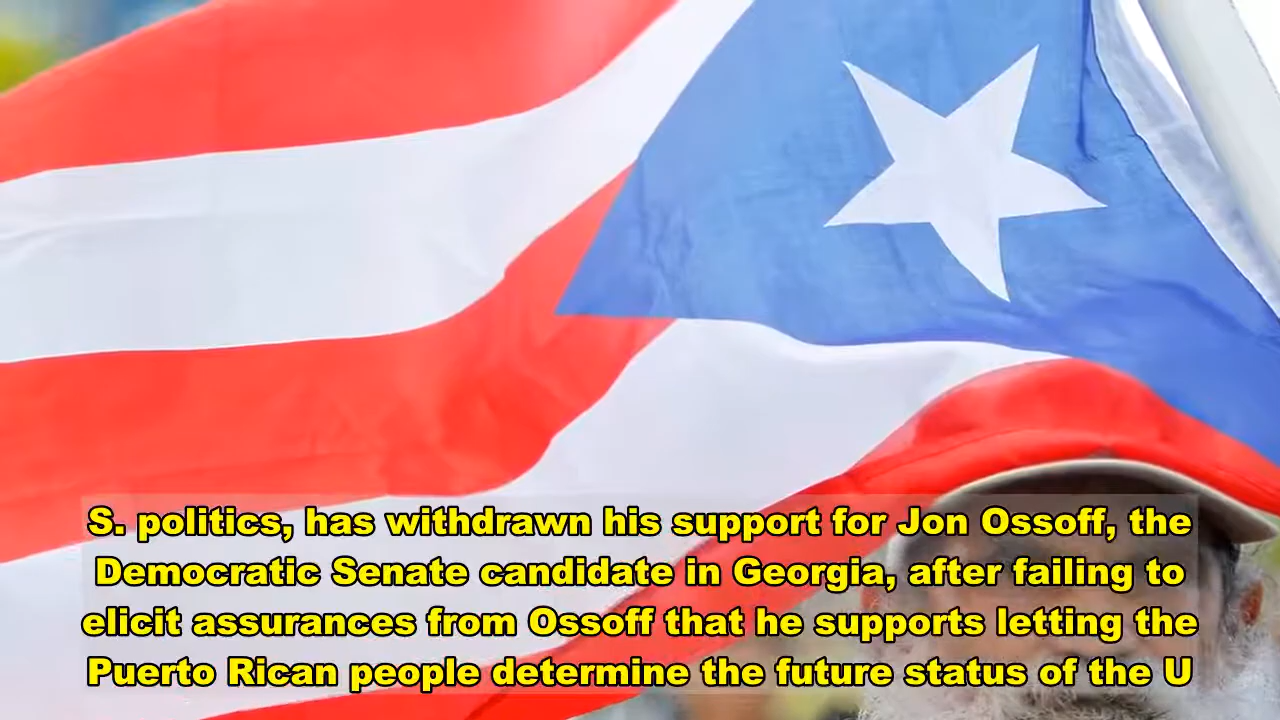 S. politics, has withdrawn his support for Jon Ossoff, the
Democratic Senate candidate in Georgia, after failing to
elicit assurances from Ossoff that he supports letting the
Puerto Rican people determine the future status of the U